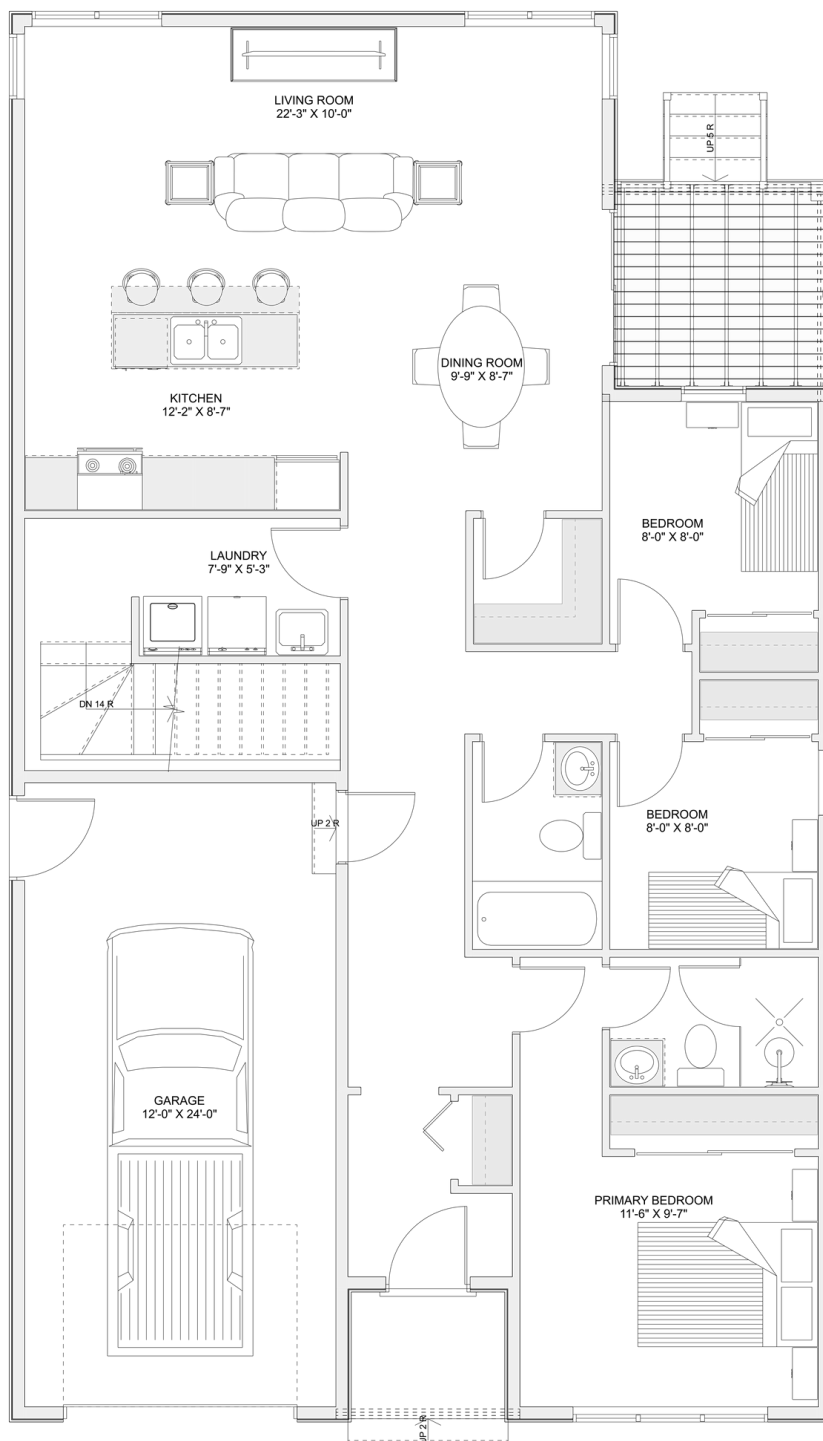 LIVING ROOM
22'-3" X 10'-0"
UP 5 R
DINING ROOM
9'-9" X 8'-7"
KITCHEN
12'-2" X 8'-7"
BEDROOM
8'-0" X 8'-0"
LAUNDRY
7'-9" X 5'-3"
DN 14 R
UP 2 R
BEDROOM
8'-0" X 8'-0"
GARAGE
12'-0" X 24'-0"
PRIMARY BEDROOM
11'-6" X 9'-7"
UP 2 R